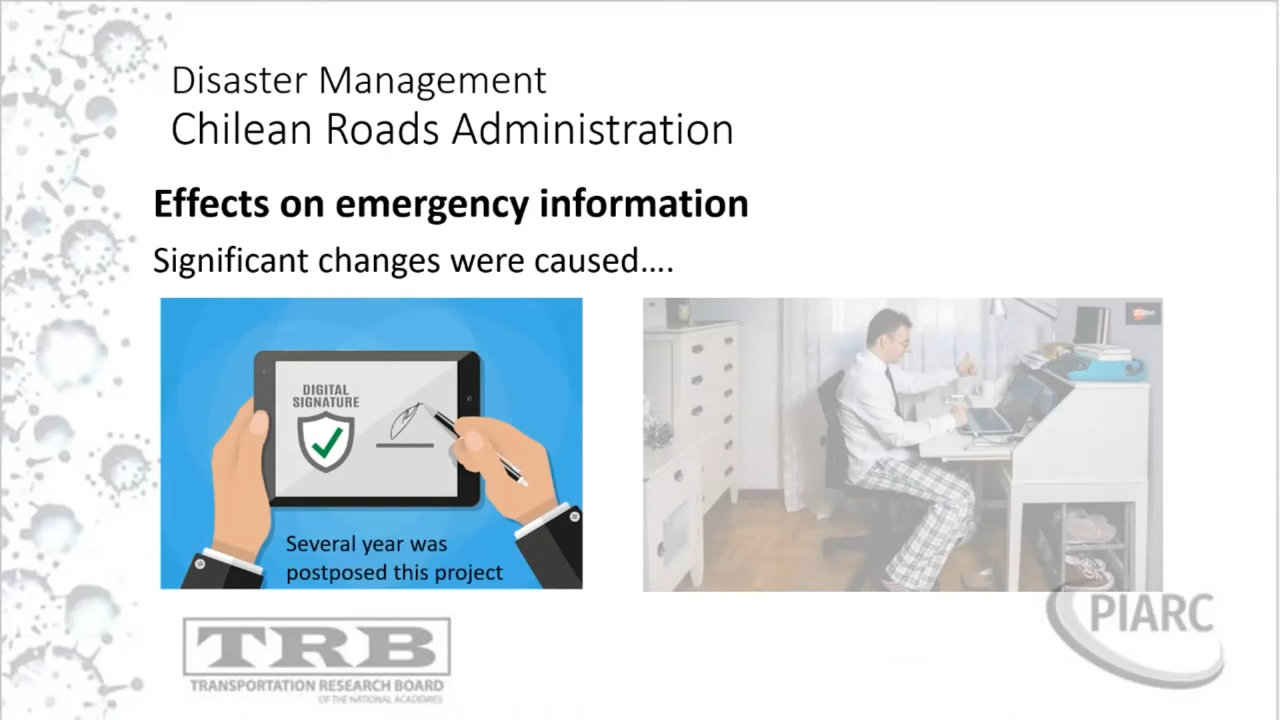 Disaster Management
Chilean Roads Administration
Effects on emergency information
Significant changes were caused....
DIGITAL
SIGNATURE
Several year was
postposed this project
TRB
TRANSPORTATION RESEARCH BOARD
OF THE NATIONAL ACADEMIES
PIARC